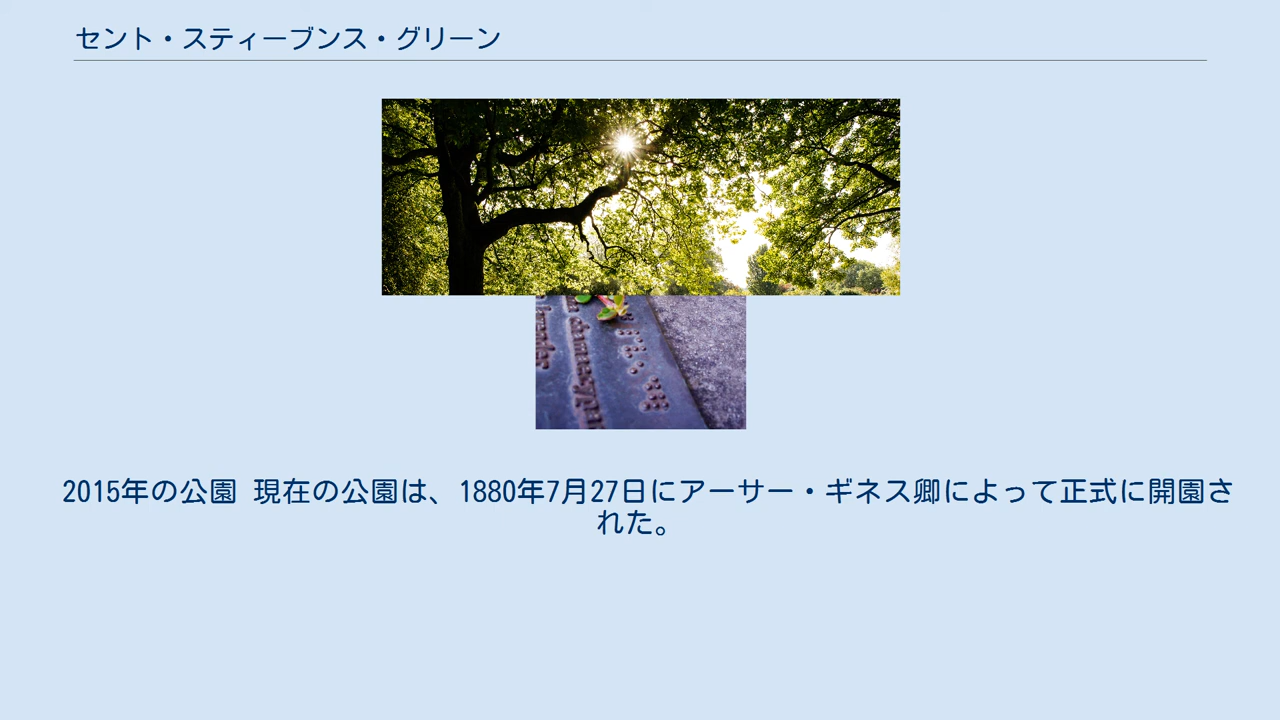 セント・スティーブンス・グリーン
2015年の公園 現在の公園は、1880年7月27日にアーサー・ギネス卿によって正式に開園さ
れた。